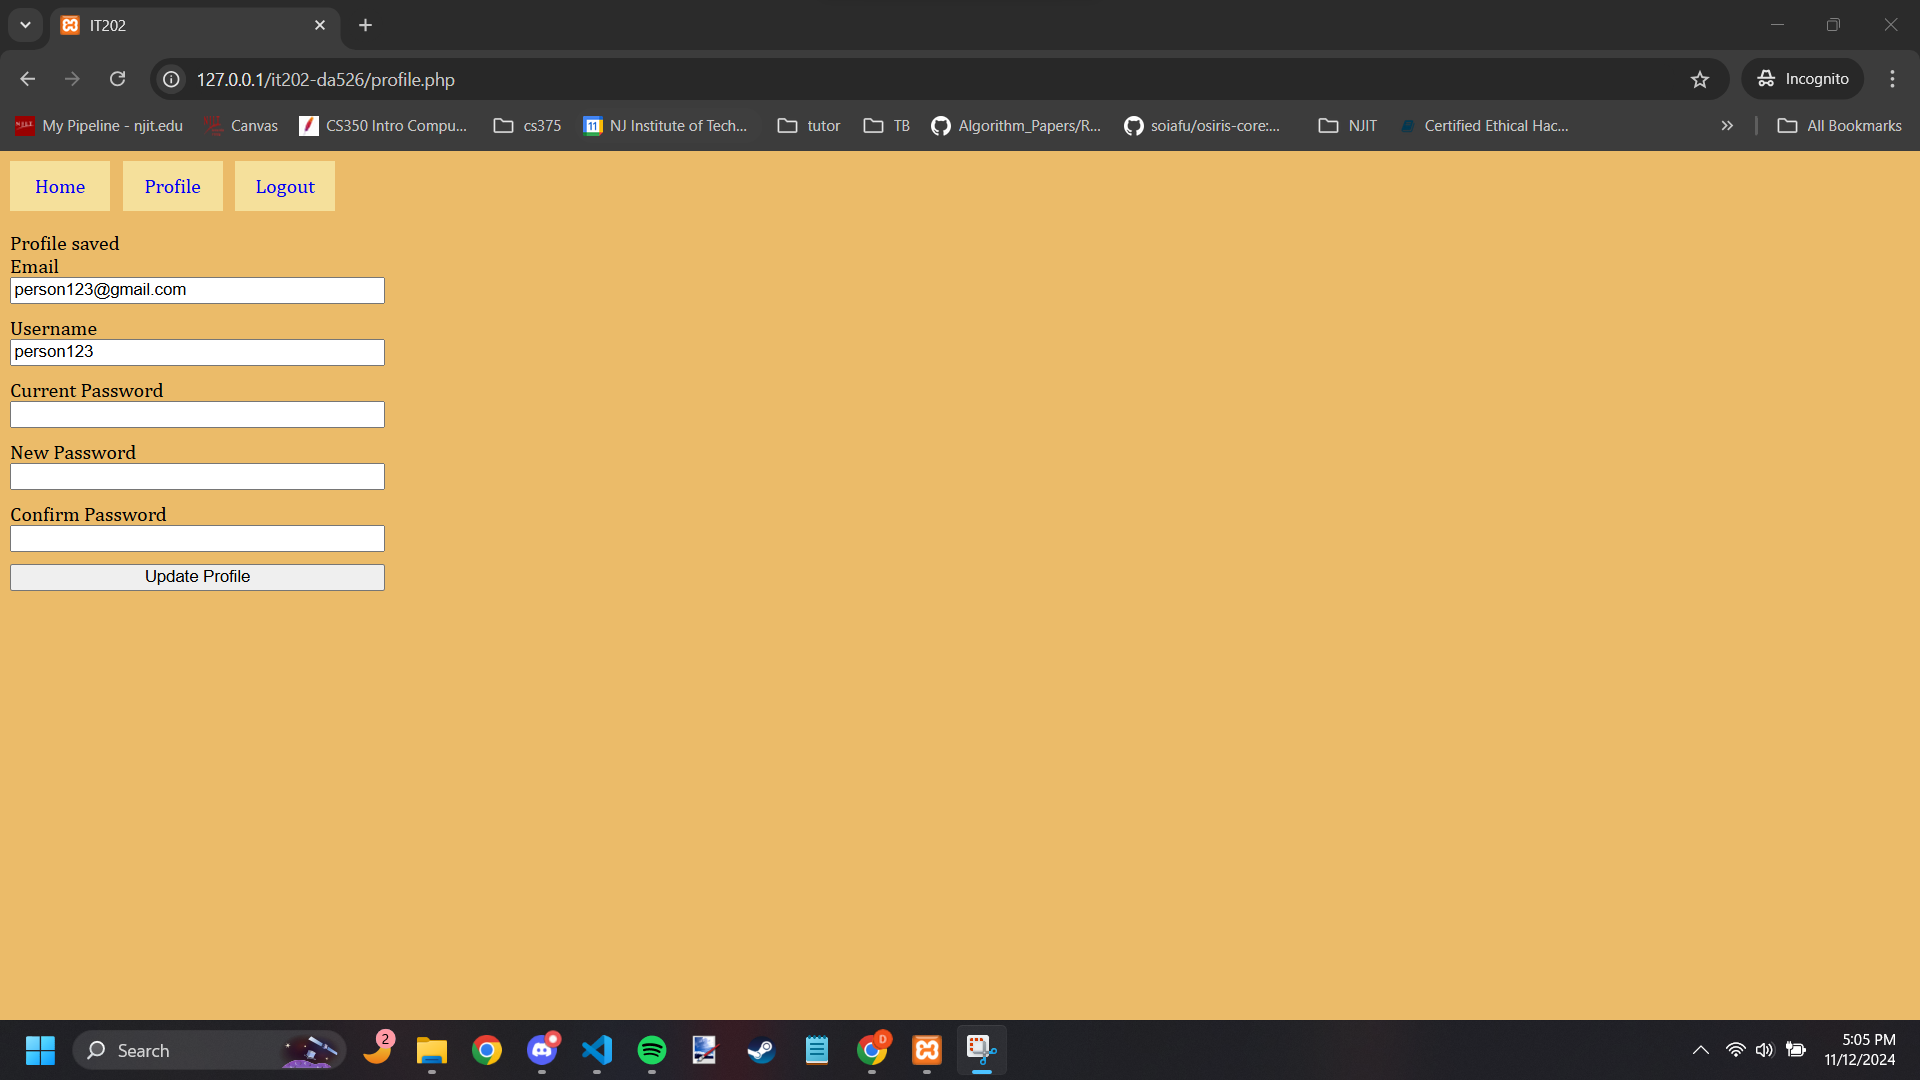 IT202
127.0.0.1/it202-da526/profile.php
Incognito
My Pipeline - njit.edu Canvas CS350 Intro Compu... cs375 11 NJ Institute of Tech... tutor TB Algorithm_Papers/R... soiafu/osiris-core:... NJIT Certified Ethical Hac... » All Bookmarks
Home Profile Logout
Profile saved
Email
person123@gmail.com
Username
person123
Current Password
New Password
Confirm Password
Update Profile
Search
2
D
5:05 PM
11/12/2024